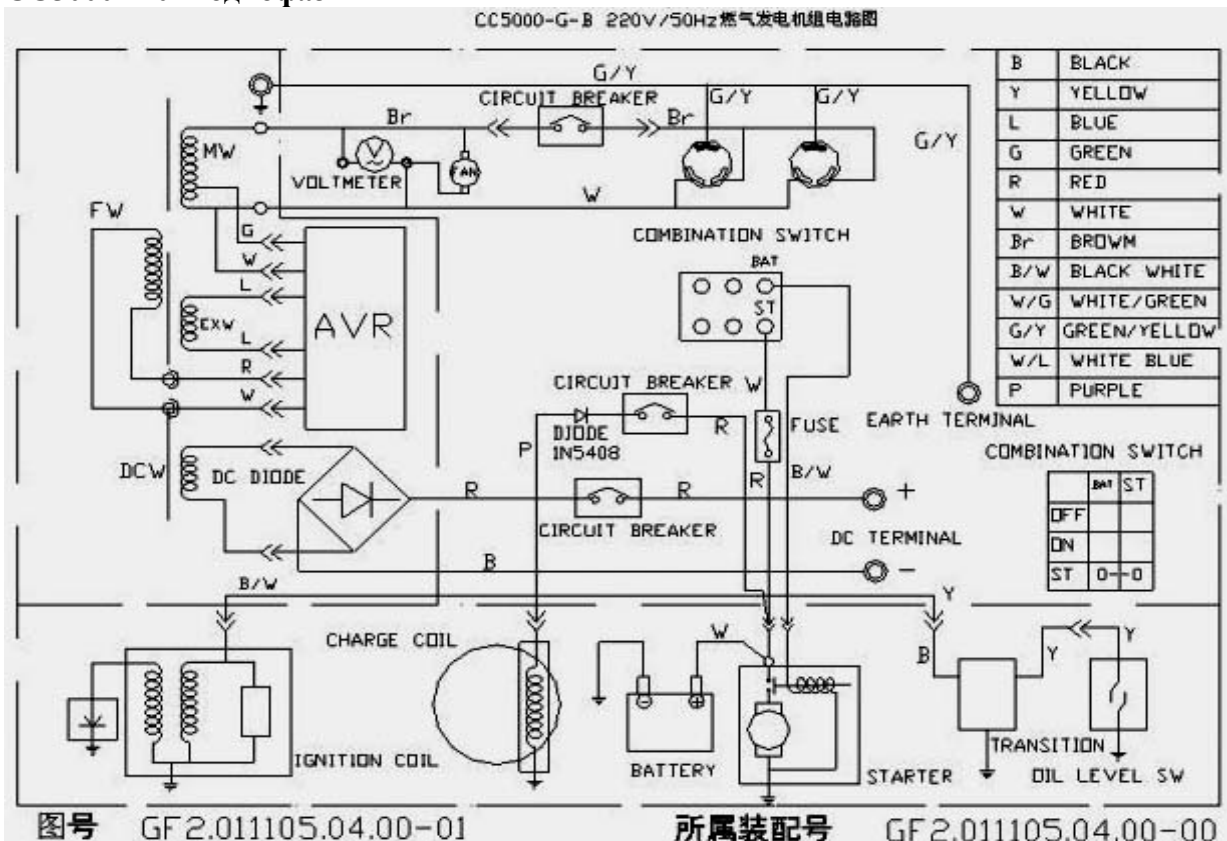 CC5000-G-B 220V/50Hz燃气发电机组电路图
B BLACK
Y YELLOW
L BLUE
G GREEN
R RED
W WHITE
Br BROWM
B/W BLACK WHITE
W/G WHITE/GREEN
G/Y GREEN/YELLOW
W/L WHITE BLUE
P PURPLE
G/Y
CIRCUIT BREAKER
G/Y
G/Y
G/Y
Br
Br
MW
V
FAN
VOLTMETER
W
FW
G
W
L
EXW
L
R
W
AVR
COMBINATION SWITCH
BAT
ST
CIRCUIT BREAKER
W
DIODE
IN5408
R
FUSE
EARTH TERMINAL
P
R
B/W
DCW
DC DIODE
R
R
+
CIRCUIT BREAKER
DC TERMINAL
B
−
COMBINATION SWITCH
BAT ST
OFF
ON
ST O--O
B/W
Y
CHARGE COIL
W
B
Y
Y
IGNITION COIL
BATTERY
STARTER
TRANSITION
OIL LEVEL SW
图号 GF2.011105.04.00-01
所属装配号 GF2.011105.04.00-00